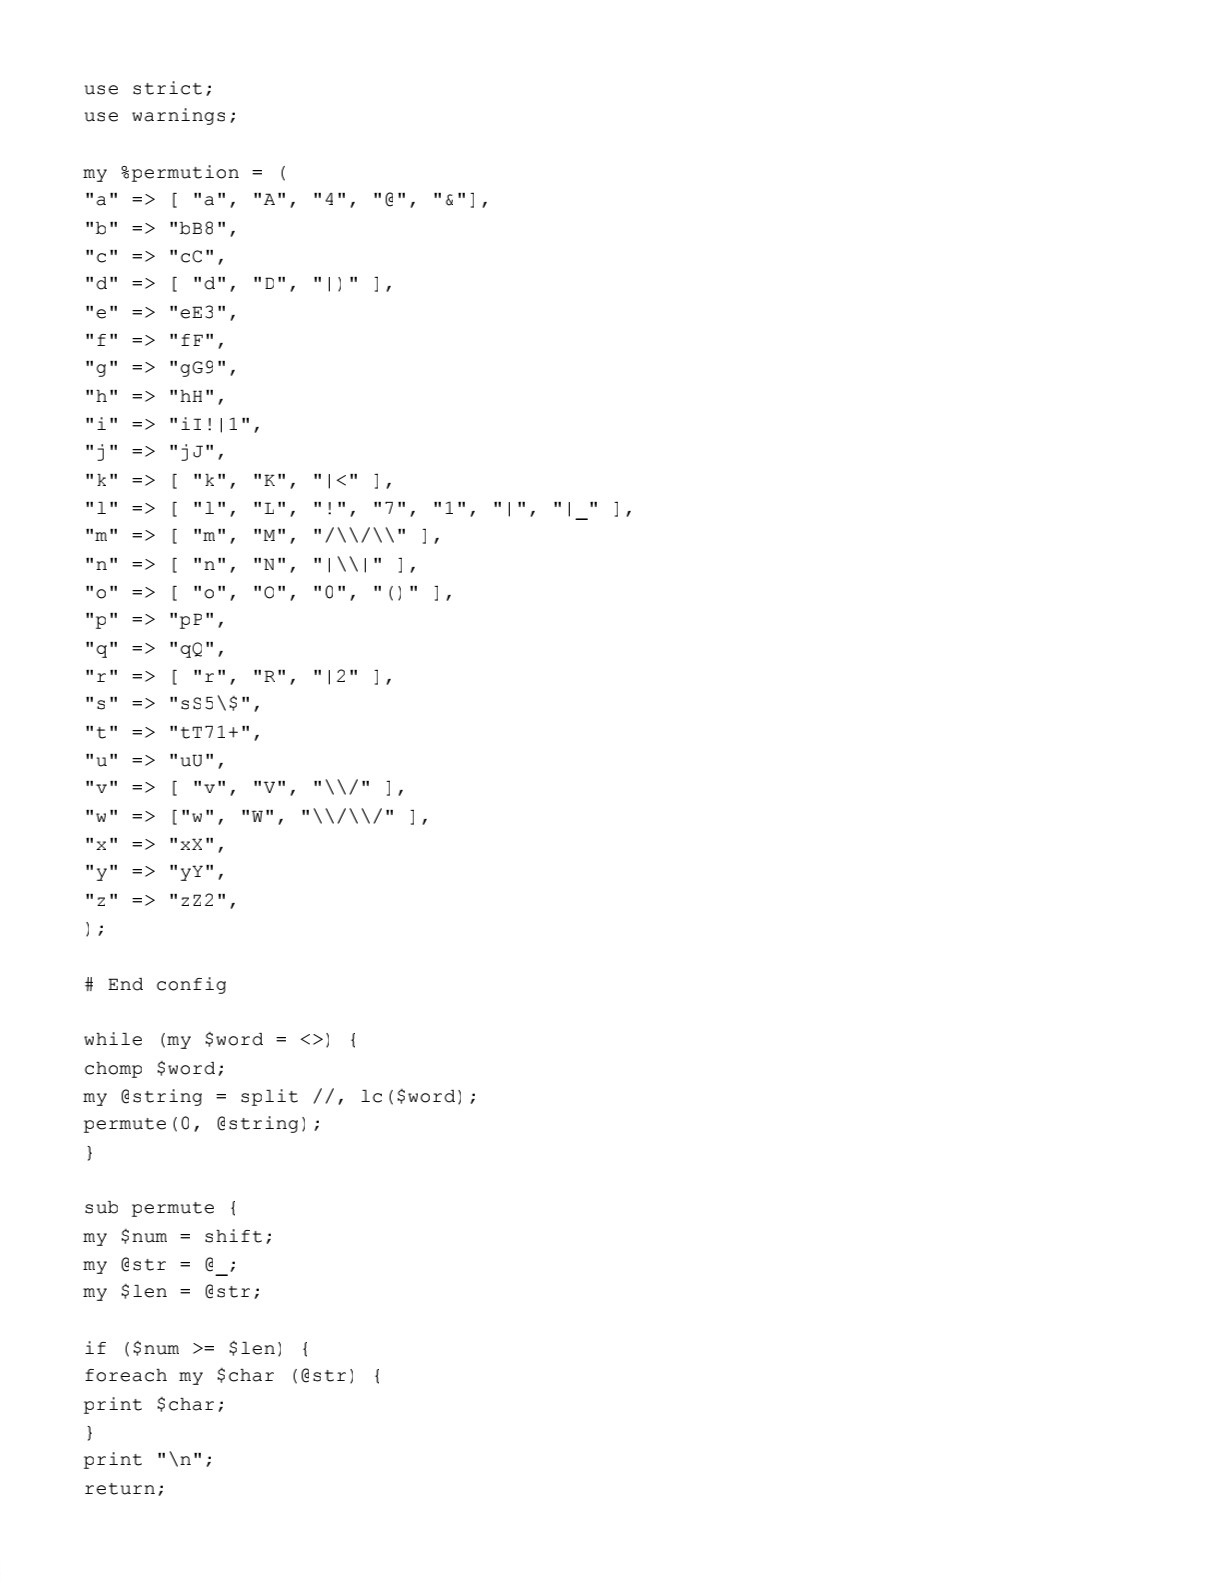 use strict;
use warnings;

my %permution = (
"a" => [ "a", "A", "4", "@", "&"],
"b" => "bB8",
"c" => "cC",
"d" => [ "d", "D", "|)" ],
"e" => "eE3",
"f" => "fF",
"g" => "gG9",
"h" => "hH",
"i" => "iI!|1",
"j" => "jJ",
"k" => [ "k", "K", "|<" ],
"l" => [ "l", "L", "!", "7", "1", "|", "|_" ],
"m" => [ "m", "M", "/\\/\\" ],
"n" => [ "n", "N", "|\\|" ],
"o" => [ "o", "O", "0", "()" ],
"p" => "pP",
"q" => "qQ",
"r" => [ "r", "R", "|2" ],
"s" => "sS5\$",
"t" => "tT71+",
"u" => "uU",
"v" => [ "v", "V", "\\/" ],
"w" => ["w", "W", "\\/\\/" ],
"x" => "xX",
"y" => "yY",
"z" => "zZ2",
);

# End config

while (my $word = <>) {
chomp $word;
my @string = split //, lc($word);
permute(0, @string);
}

sub permute {
my $num = shift;
my @str = @_;
my $len = @str;

if ($num >= $len) {
foreach my $char (@str) {
print $char;
}
print "\n";
return;